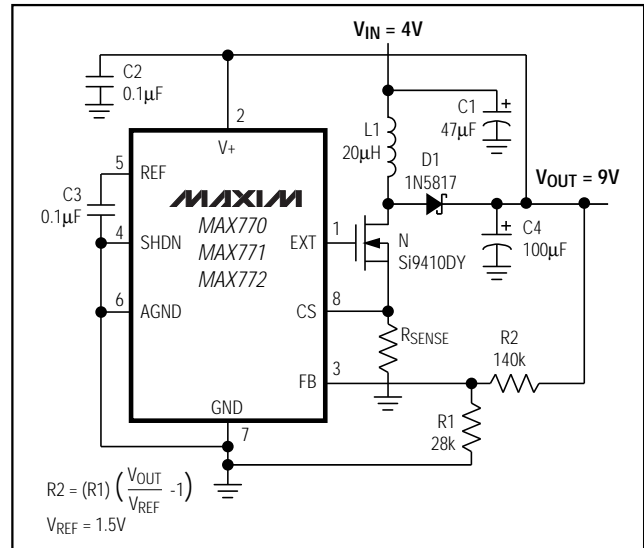 VIN = 4V
C2
0.1µF
2
V+
L1
20µH
C1
+
47µF
D1
1N5817
VOUT = 9V
5
REF
MAXIM
C3
0.1µF
MAX770
MAX771
MAX772
4
SHDN
EXT
1
N
Si9410DY
+
C4
100µF
6
AGND
CS
8
RSENSE
R2
140k
FB
3
GND
7
R1
28k
R2 = (R1) (VOUT/VREF -1)
VREF = 1.5V